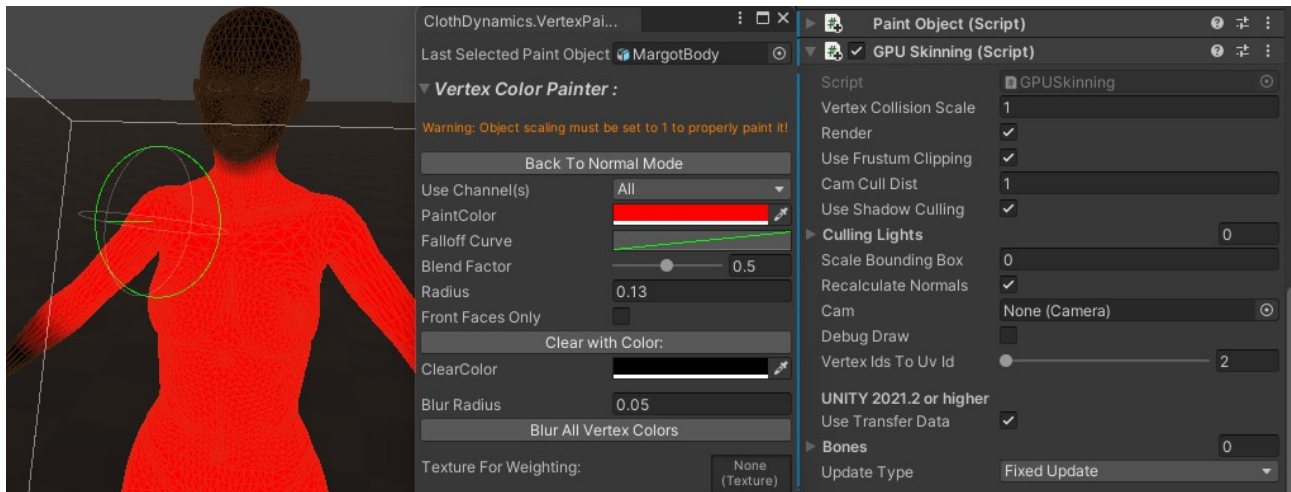 ClothDynamics.VertexPai...
Last Selected Paint Object MargotBody
Vertex Color Painter :
Warning: Object scaling must be set to 1 to properly paint it!
Back To Normal Mode
Use Channel(s) All
PaintColor
Falloff Curve
Blend Factor 0.5
Radius 0.13
Front Faces Only
Clear with Color:
ClearColor
Blur Radius 0.05
Blur All Vertex Colors
Texture For Weighting: None
(Texture)
Paint Object (Script)
GPU Skinning (Script)
Script GPUSkinning
Vertex Collision Scale 1
Render
Use Frustum Clipping
Cam Cull Dist 1
Use Shadow Culling
Culling Lights 0
Scale Bounding Box 0
Recalculate Normals
Cam None (Camera)
Debug Draw
Vertex Ids To Uv Id 2
UNITY 2021.2 or higher
Use Transfer Data
Bones 0
Update Type Fixed Update